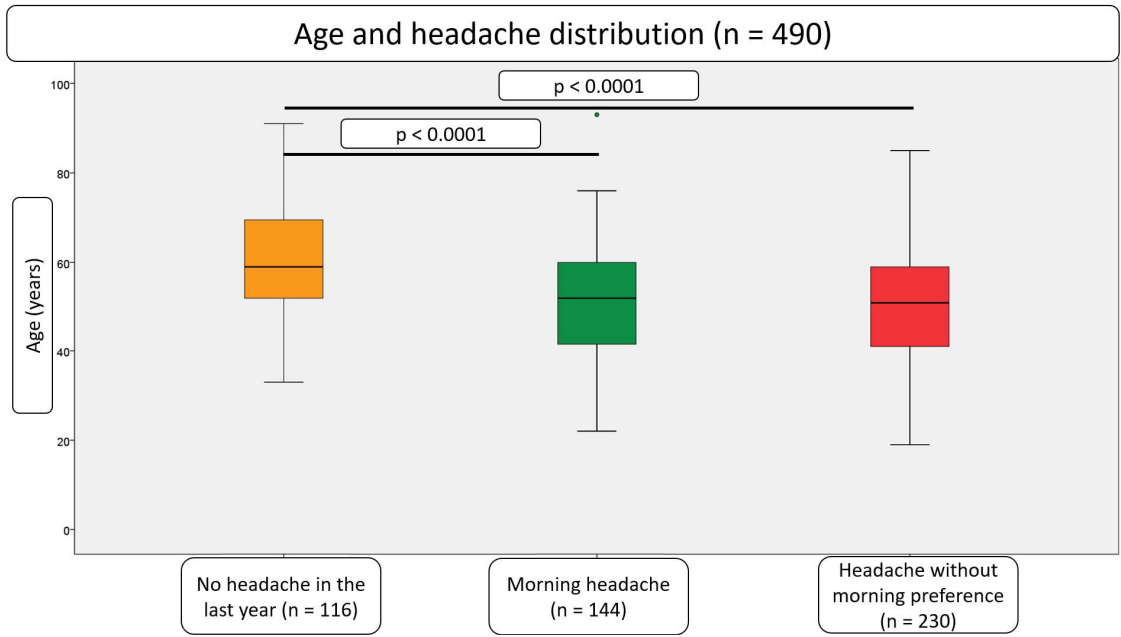 Age and headache distribution (n = 490)
p < 0.0001
p < 0.0001
Age (years)
100
80
60
40
20
0
No headache in the
last year (n = 116)
Morning headache
(n = 144)
Headache without
morning preference
(n = 230)